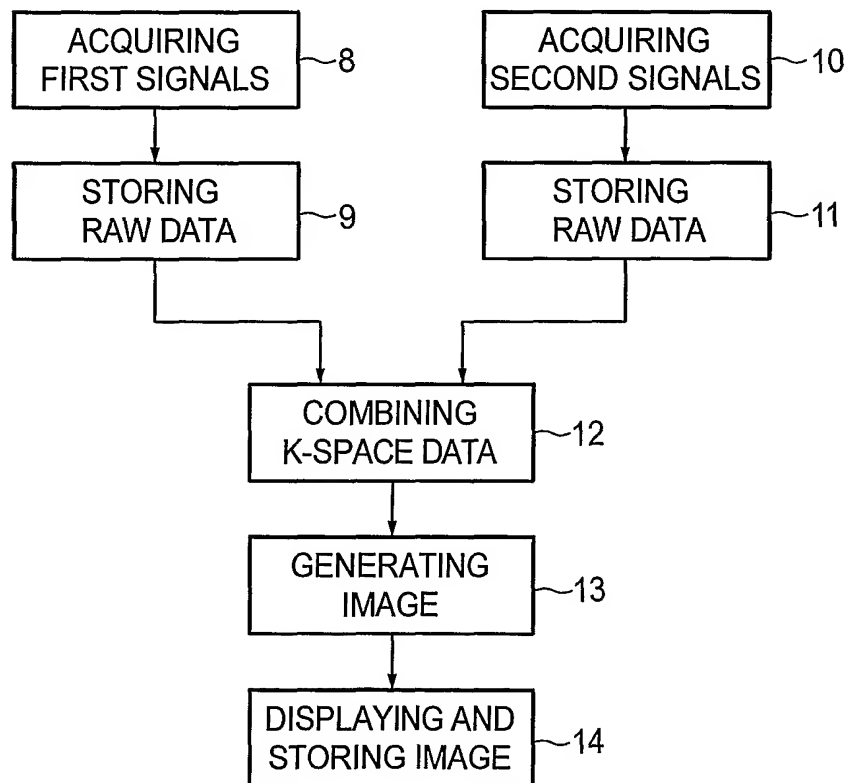 ACQUIRING
FIRST SIGNALS
8
ACQUIRING
SECOND SIGNALS
10
STORING
RAW DATA
9
STORING
RAW DATA
11
COMBINING
K-SPACE DATA
12
GENERATING
IMAGE
13
DISPLAYING AND
STORING IMAGE
14